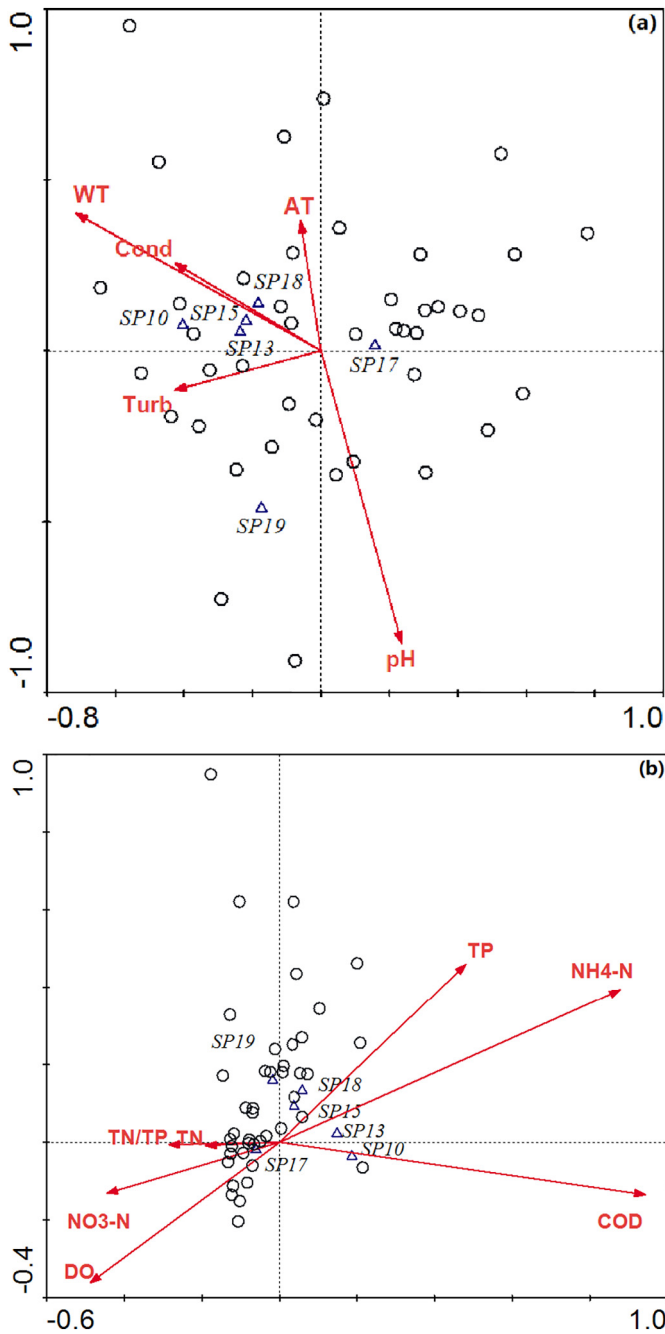 1.0
(a)
WT
AT
Cond
SP18
SP15
SP10
SP13
SP17
Turb
SP19
pH
-1.0
-0.8
1.0
1.0
(b)
TP
NH4-N
SP19
SP18
SP15
TN/TP TN
SP13
SP10
SP17
NO3-N
COD
DO
-0.4
-0.6
1.0